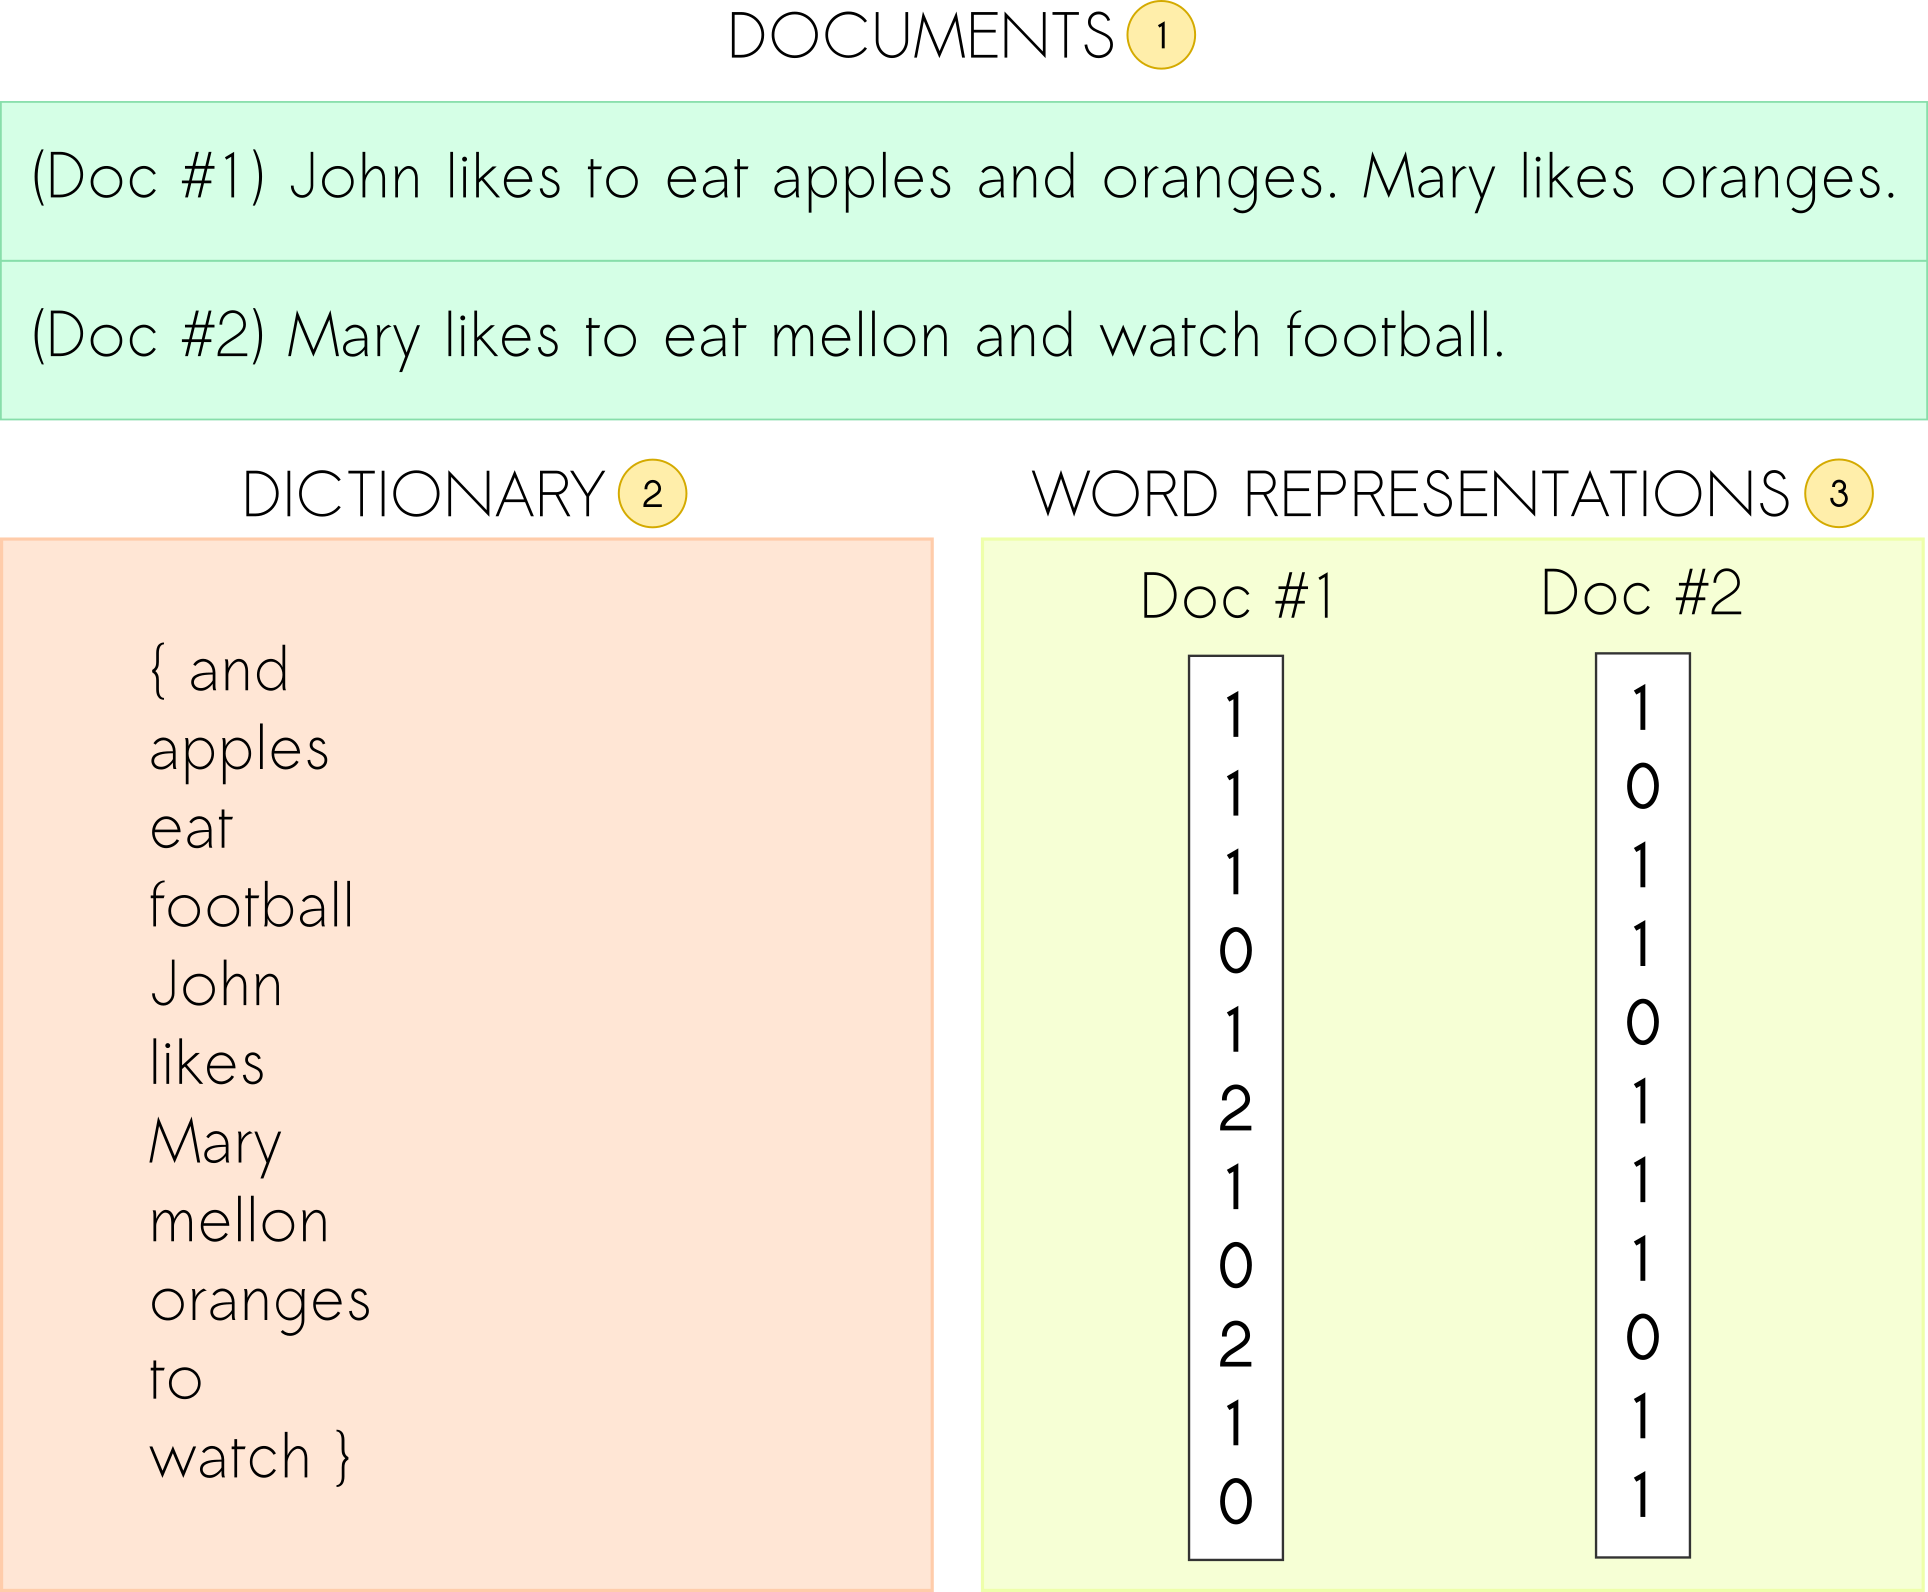 DOCUMENTS 1
(Doc #1) John likes to eat apples and oranges. Mary likes oranges.
(Doc #2) Mary likes to eat mellon and watch football.
DICTIONARY 2
{ and
apples
eat
football
John
likes
Mary
mellon
oranges
to
watch }
WORD REPRESENTATIONS 3
Doc #1
1
1
1
0
1
2
1
0
2
1
0
Doc #2
1
0
1
1
0
1
1
1
0
1
1